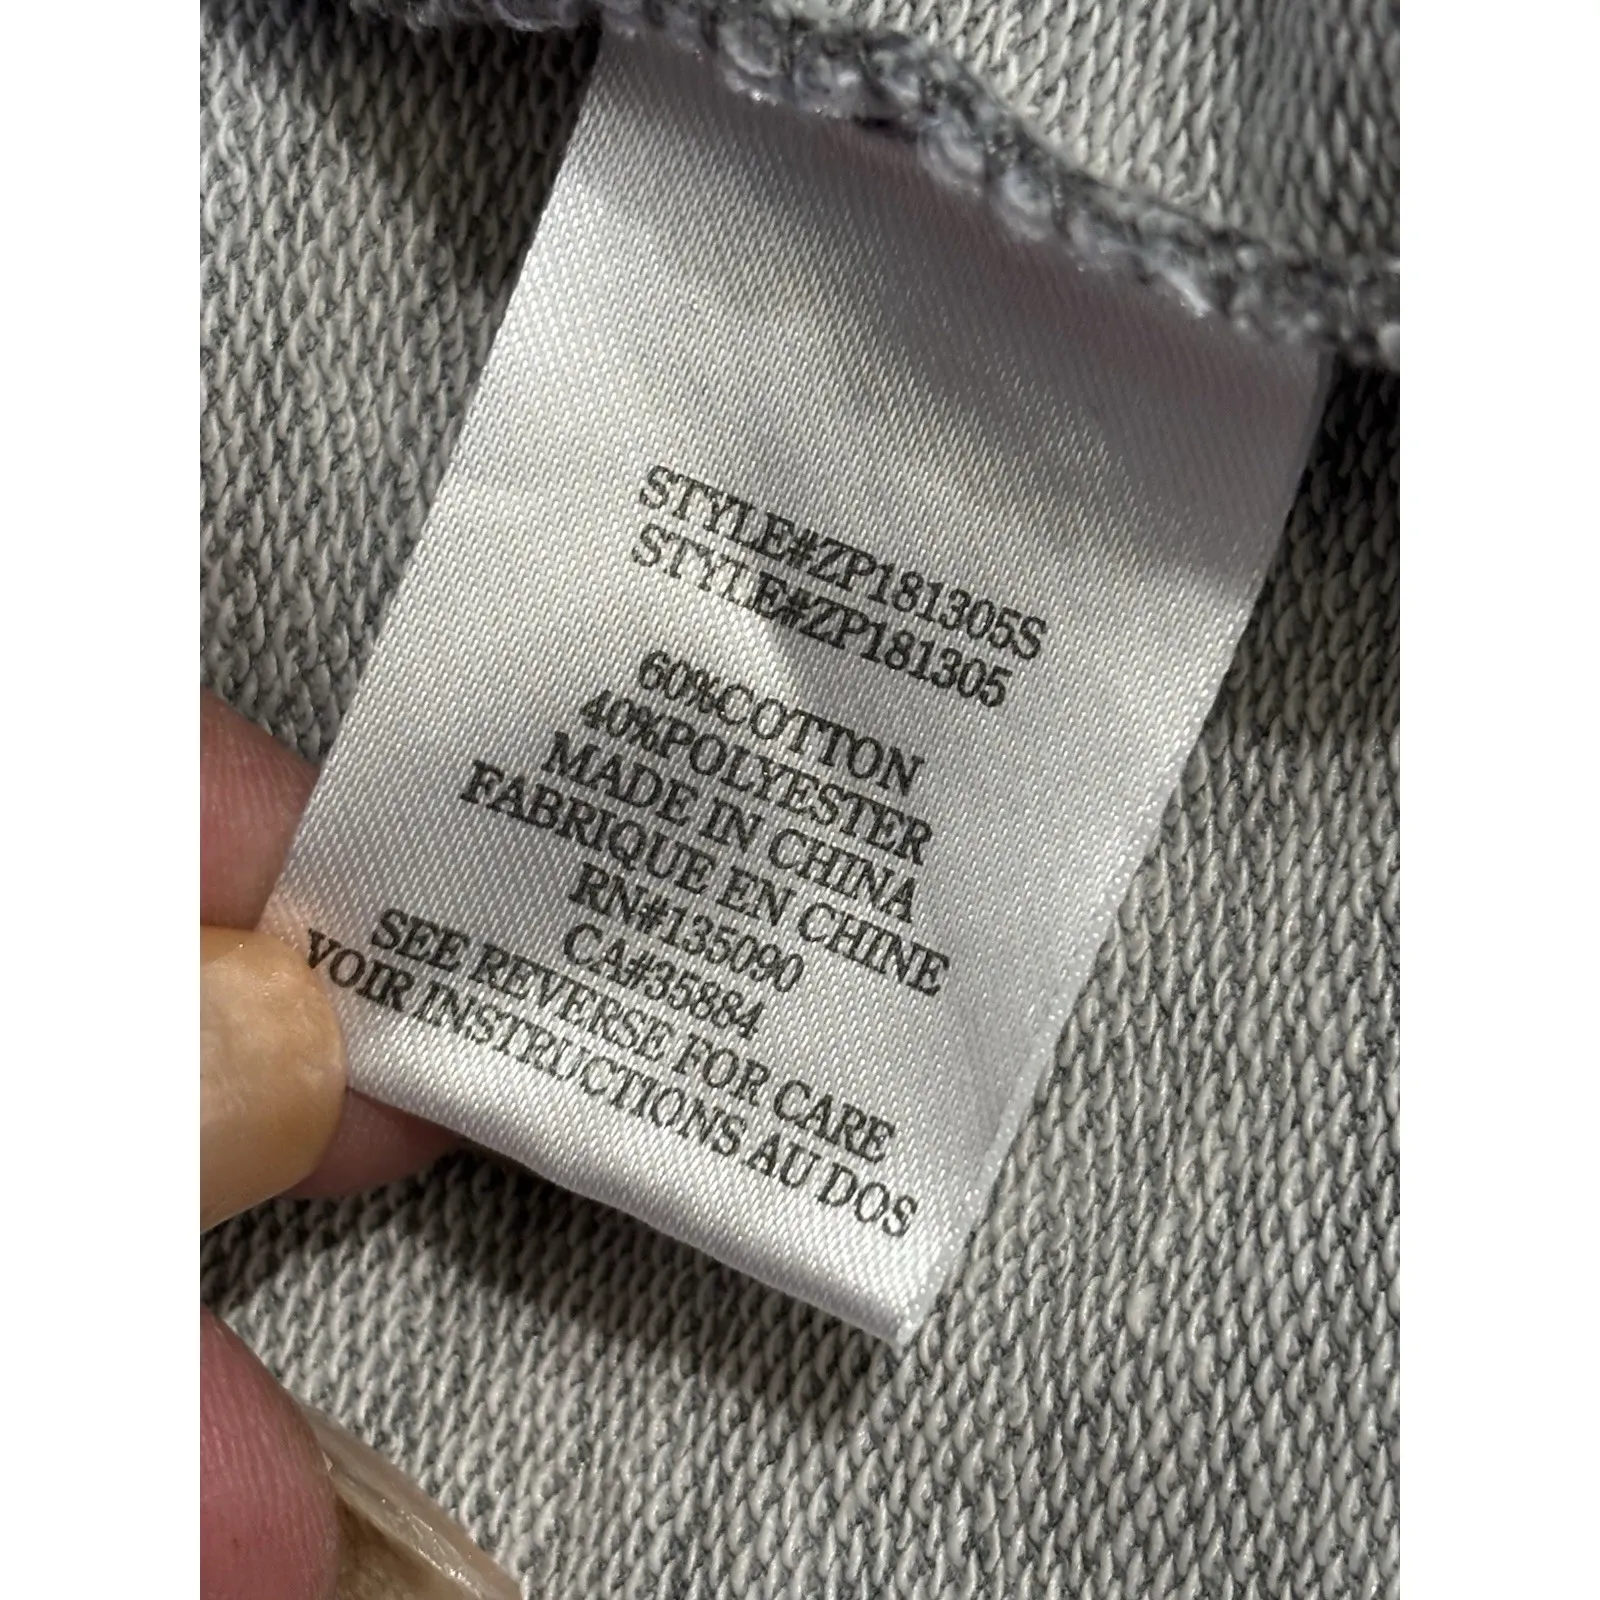 STYLE#ZP181305S
STYLE#ZP181305
60%COTTON
40%POLYESTER
MADE IN CHINA
FABRIQUE EN CHINE
RN#135090
CA#35884
SEE REVERSE FOR CARE
VOIR INSTRUCTIONS AU DOS